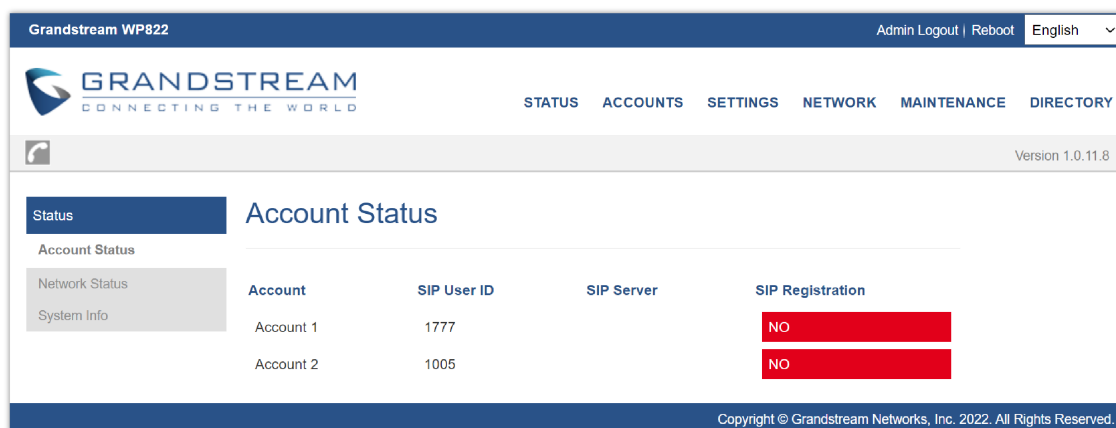 Grandstream WP822 Admin Logout | Reboot English
GRANDSTREAM
CONNECTING THE WORLD
STATUS ACCOUNTS SETTINGS NETWORK MAINTENANCE DIRECTORY
Version 1.0.11.8
Status
Account Status
Network Status
System Info
Account Status
Account SIP User ID SIP Server SIP Registration
Account 1 1777 NO
Account 2 1005 NO
Copyright © Grandstream Networks, Inc. 2022. All Rights Reserved.